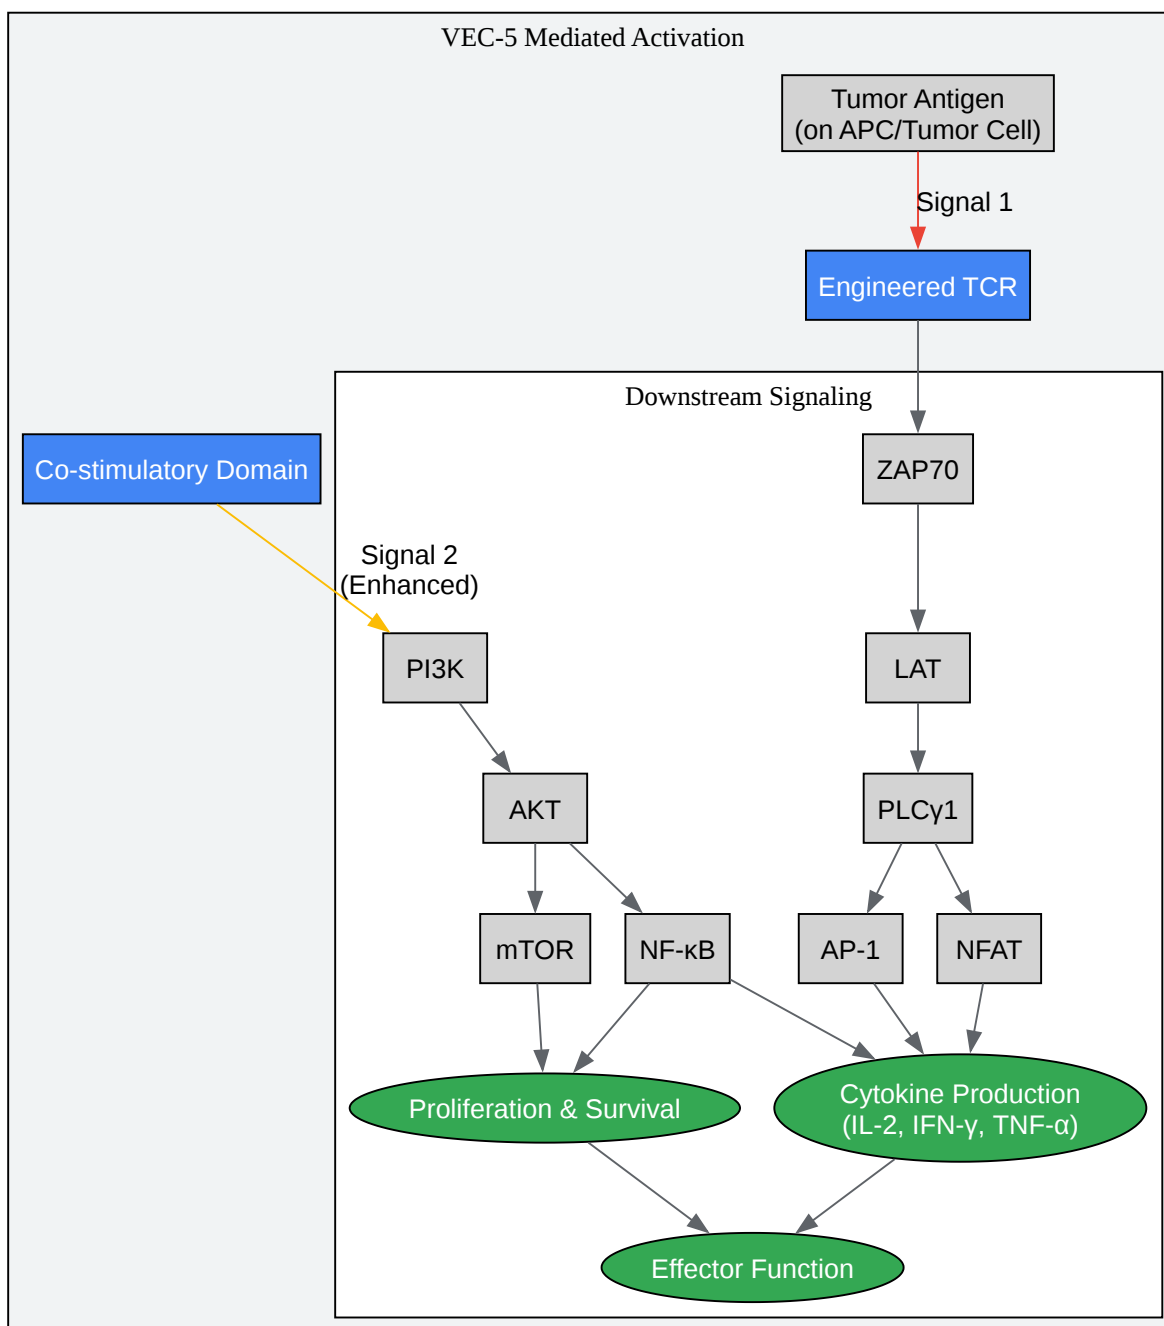 VEC-5 Mediated Activation
Tumor Antigen
(on APC/Tumor Cell)
Signal 1
Engineered TCR
Downstream Signaling
Co-stimulatory Domain
ZAP70
Signal 2
(Enhanced)
PI3K
LAT
AKT
PLCγ1
mTOR
NF-κB
AP-1
NFAT
Proliferation & Survival
Cytokine Production
(IL-2, IFN-γ, TNF-α)
Effector Function